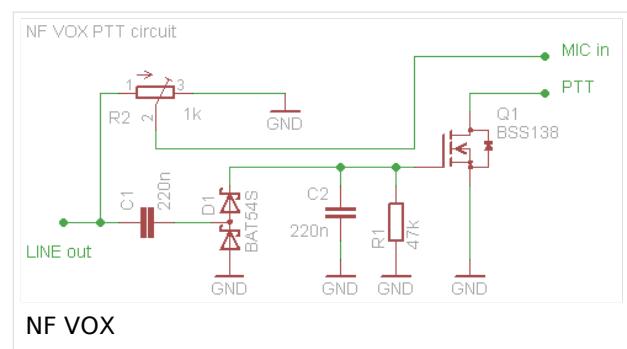 NF VOX PTT circuit
MIC in
PTT
1
3
R2
2
1k
GND
Q1
BSS138
C1
220n
D1
BAT54S
C2
220n
R1
47k
LINE out
GND
GND
GND
GND
NF VOX